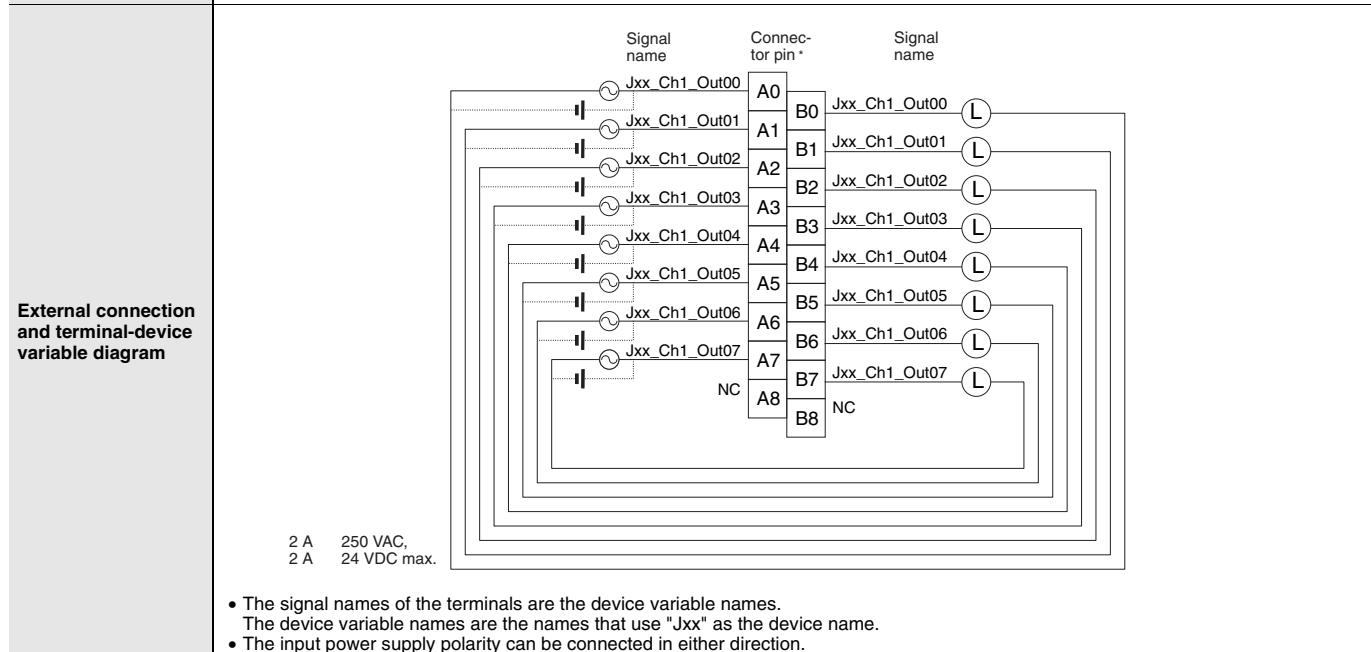 External connection
and terminal-device
variable diagram
Signal
name
Connec-
tor pin *
Signal
name
Jxx_Ch1_Out00
A0
B0
Jxx_Ch1_Out00
L
Jxx_Ch1_Out01
A1
B1
Jxx_Ch1_Out01
L
Jxx_Ch1_Out02
A2
B2
Jxx_Ch1_Out02
L
Jxx_Ch1_Out03
A3
B3
Jxx_Ch1_Out03
L
Jxx_Ch1_Out04
A4
B4
Jxx_Ch1_Out04
L
Jxx_Ch1_Out05
A5
B5
Jxx_Ch1_Out05
L
Jxx_Ch1_Out06
A6
B6
Jxx_Ch1_Out06
L
Jxx_Ch1_Out07
A7
B7
Jxx_Ch1_Out07
L
NC
A8
B8
NC
2 A 250 VAC,
2 A 24 VDC max.
• The signal names of the terminals are the device variable names.
The device variable names are the names that use "Jxx" as the device name.
• The input power supply polarity can be connected in either direction.